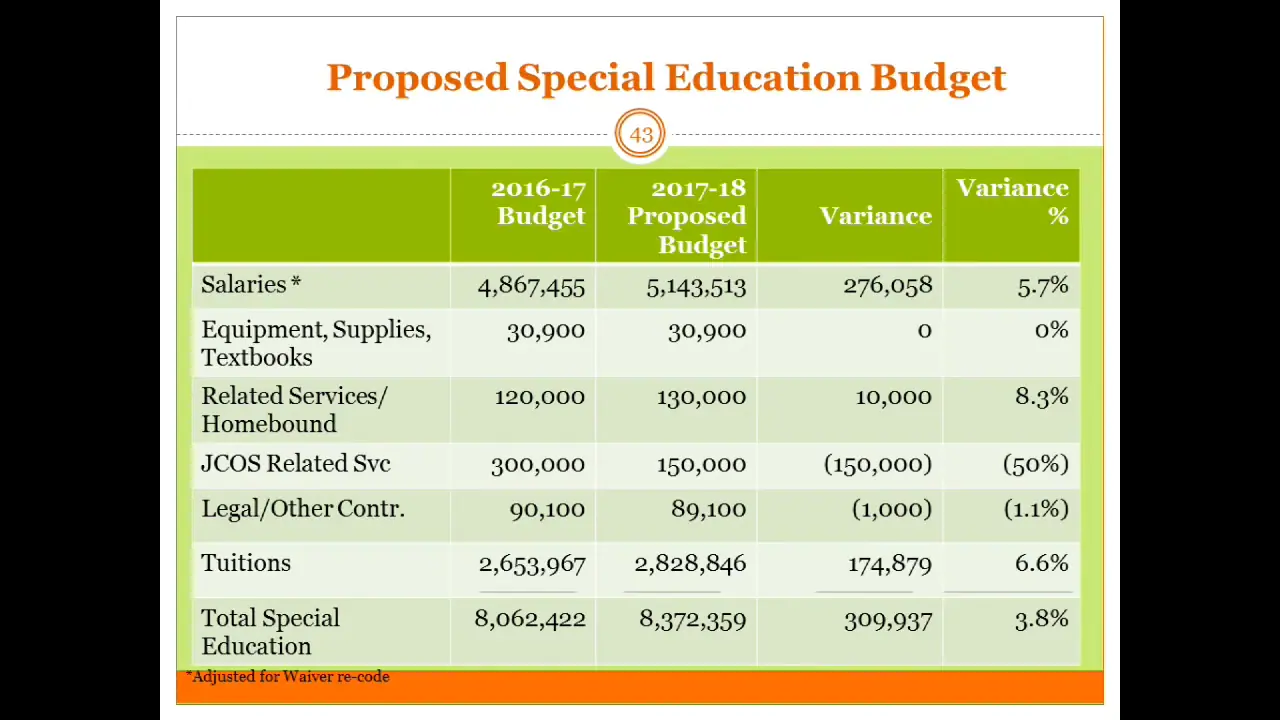 Proposed Special Education Budget
43
2016-17 Budget 2017-18 Proposed Budget Variance Variance %
Salaries * 4,867,455 5,143,513 276,058 5.7%
Equipment, Supplies, Textbooks 30,900 30,900 0 0%
Related Services/ Homebound 120,000 130,000 10,000 8.3%
JCOS Related Svc 300,000 150,000 (150,000) (50%)
Legal/Other Contr. 90,100 89,100 (1,000) (1.1%)
Tuitions 2,653,967 2,828,846 174,879 6.6%
Total Special Education 8,062,422 8,372,359 309,937 3.8%
*Adjusted for Waiver re-code